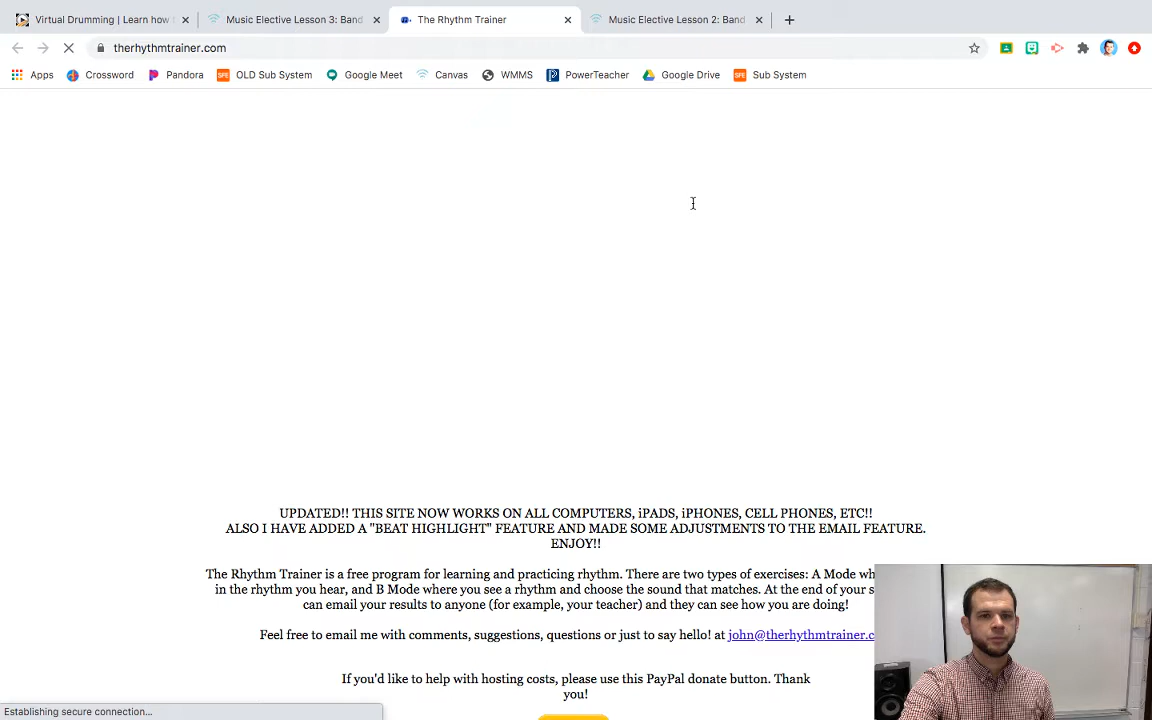 Virtual Drumming | Learn how
Music Elective Lesson 3: Band
The Rhythm Trainer
Music Elective Lesson 2: Band
therhythmtrainer.com
Apps Crossword Pandora OLD Sub System Google Meet Canvas WMMS PowerTeacher Google Drive Sub System
UPDATED!! THIS SITE NOW WORKS ON ALL COMPUTERS, iPADS, iPHONES, CELL PHONES, ETC!!
ALSO I HAVE ADDED A "BEAT HIGHLIGHT" FEATURE AND MADE SOME ADJUSTMENTS TO THE EMAIL FEATURE.
ENJOY!!
The Rhythm Trainer is a free program for learning and practicing rhythm. There are two types of exercises: A Mode wh
in the rhythm you hear, and B Mode where you see a rhythm and choose the sound that matches. At the end of your s
can email your results to anyone (for example, your teacher) and they can see how you are doing!
Feel free to email me with comments, suggestions, questions or just to say hello! at john@therhythmtrainer.c
If you'd like to help with hosting costs, please use this PayPal donate button. Thank
you!
Establishing secure connection...